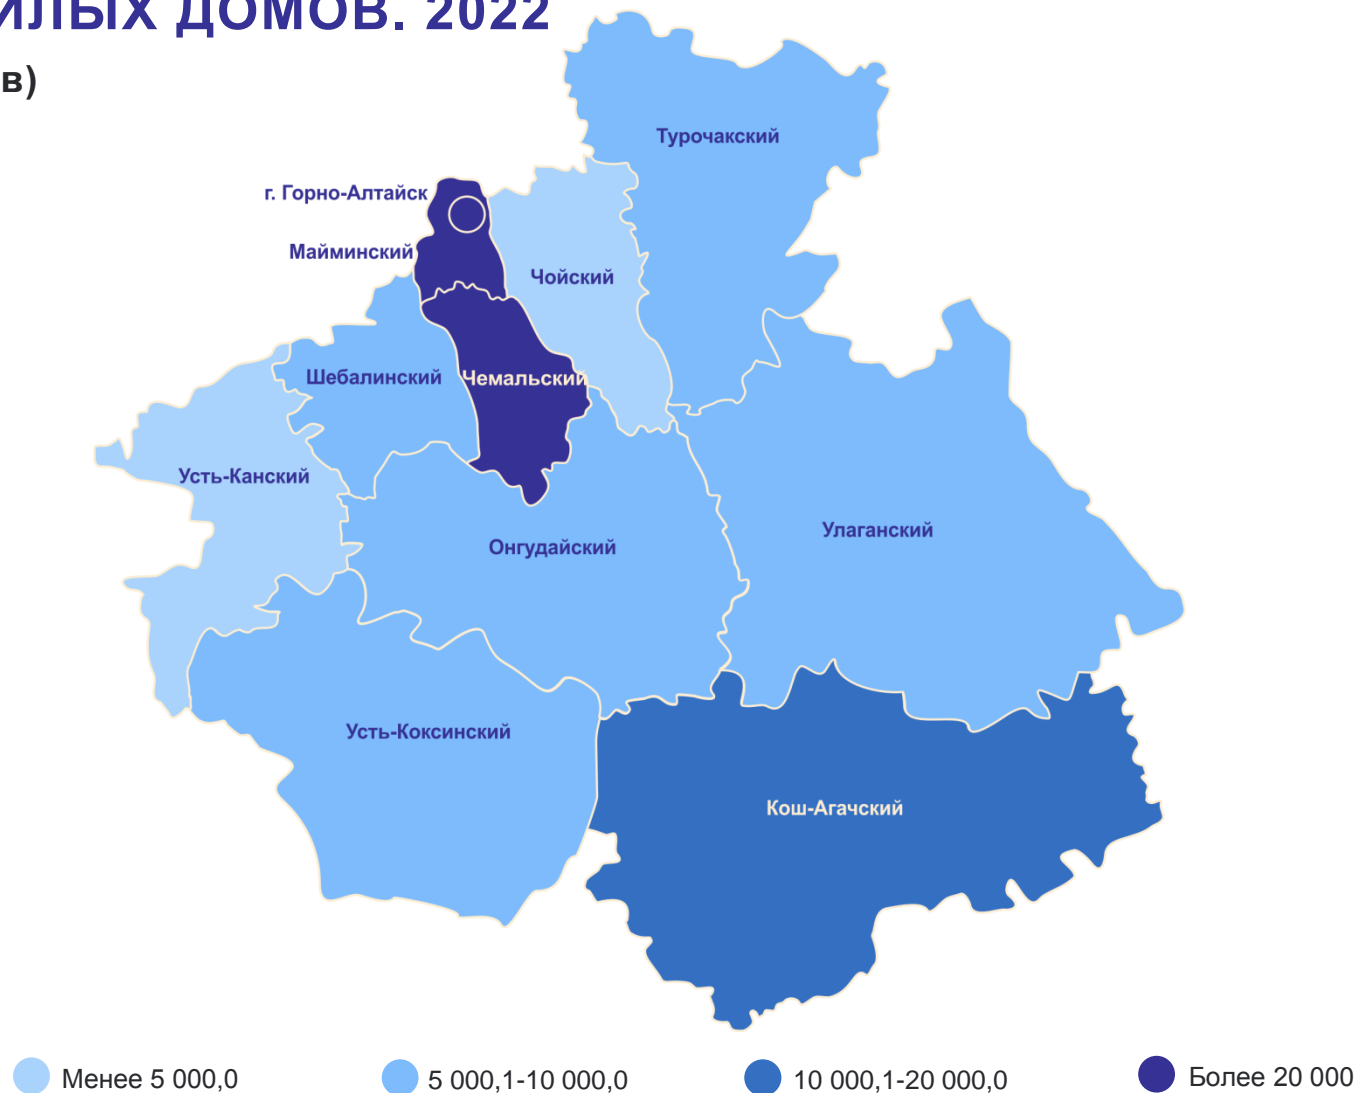 ИЛЫХ ДОМОВ. 2022
в)
Турочакский
г. Горно-Алтайск
Майминский
Чойский
Шебалинский
Чемальский
Усть-Канский
Улаганский
Онгудайский
Усть-Коксинский
Кош-Агачский
Менее 5 000,0
5 000,1-10 000,0
10 000,1-20 000,0
Более 20 000